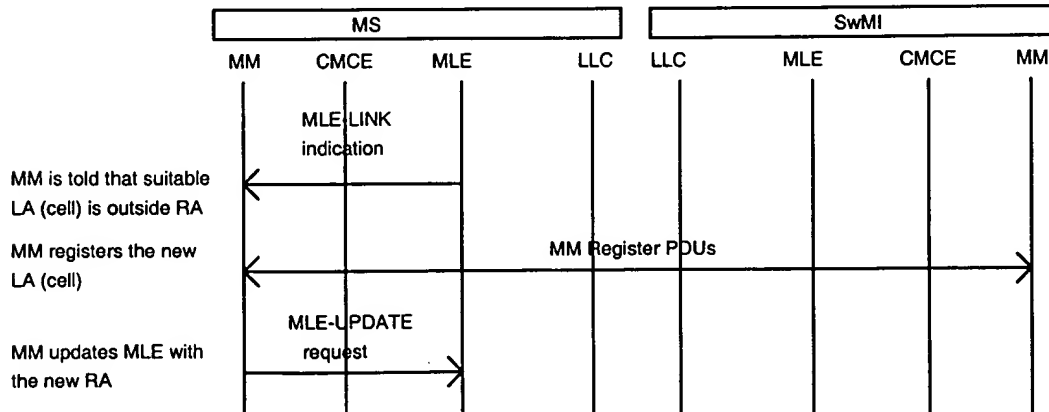 MS SwMI
MM CMCE MLE LLC LLC MLE CMCE MM
MLE-LINK
indication
MM is told that suitable
LA (cell) is outside RA
MM registers the new
LA (cell)
MM Register PDUs
MLE-UPDATE
request
MM updates MLE with
the new RA